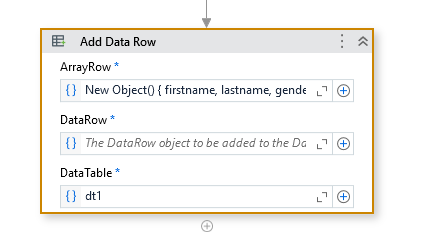 Add Data Row
ArrayRow *
{} New Object() { firstname, lastname, gende
DataRow *
{} The DataRow object to be added to the Da
DataTable *
{} dt1